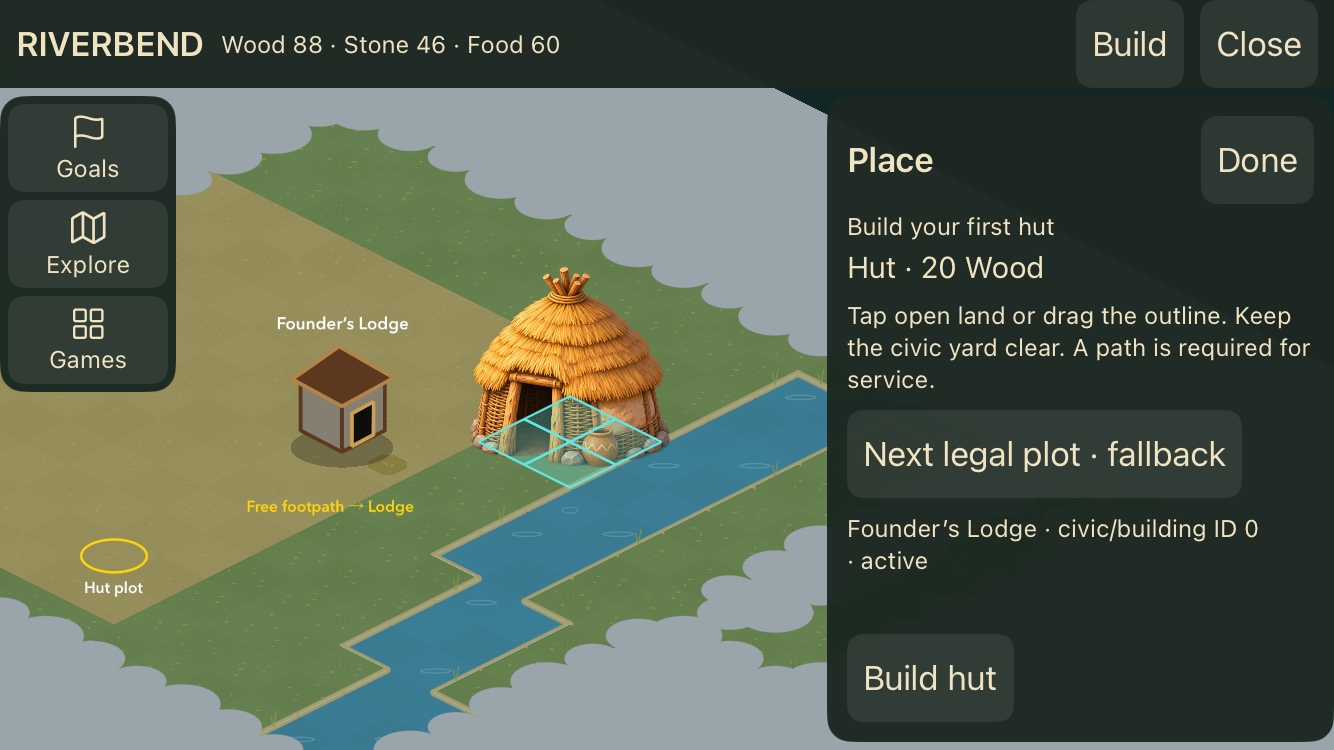 RIVERBEND Wood 88 · Stone 46 · Food 60 Build Close
Goals
Explore
Games
Founder’s Lodge
Free footpath → Lodge
Hut plot
Place Done
Build your first hut
Hut · 20 Wood
Tap open land or drag the outline. Keep
the civic yard clear. A path is required for
service.
Next legal plot · fallback
Founder’s Lodge · civic/building ID 0
· active
Build hut